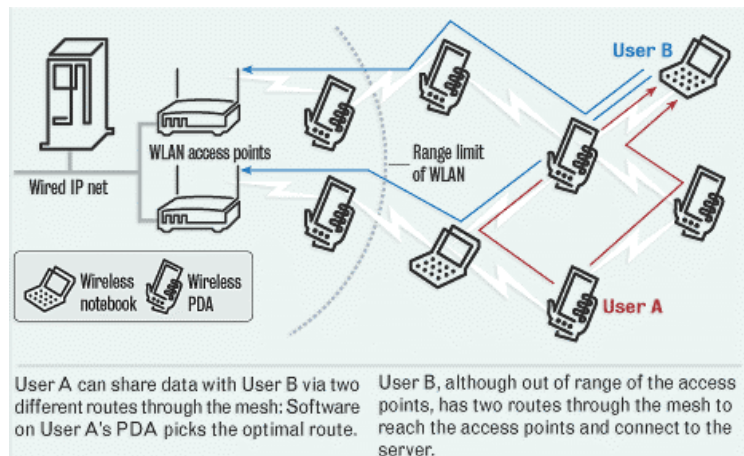 User B
WLAN access points
Range limit
of WLAN
Wired IP net
Wireless
notebook
Wireless
PDA
User A
User A can share data with User B via two
different routes through the mesh: Software
on User A's PDA picks the optimal route.
User B, although out of range of the access
points, has two routes through the mesh to
reach the access points and connect to the
server.